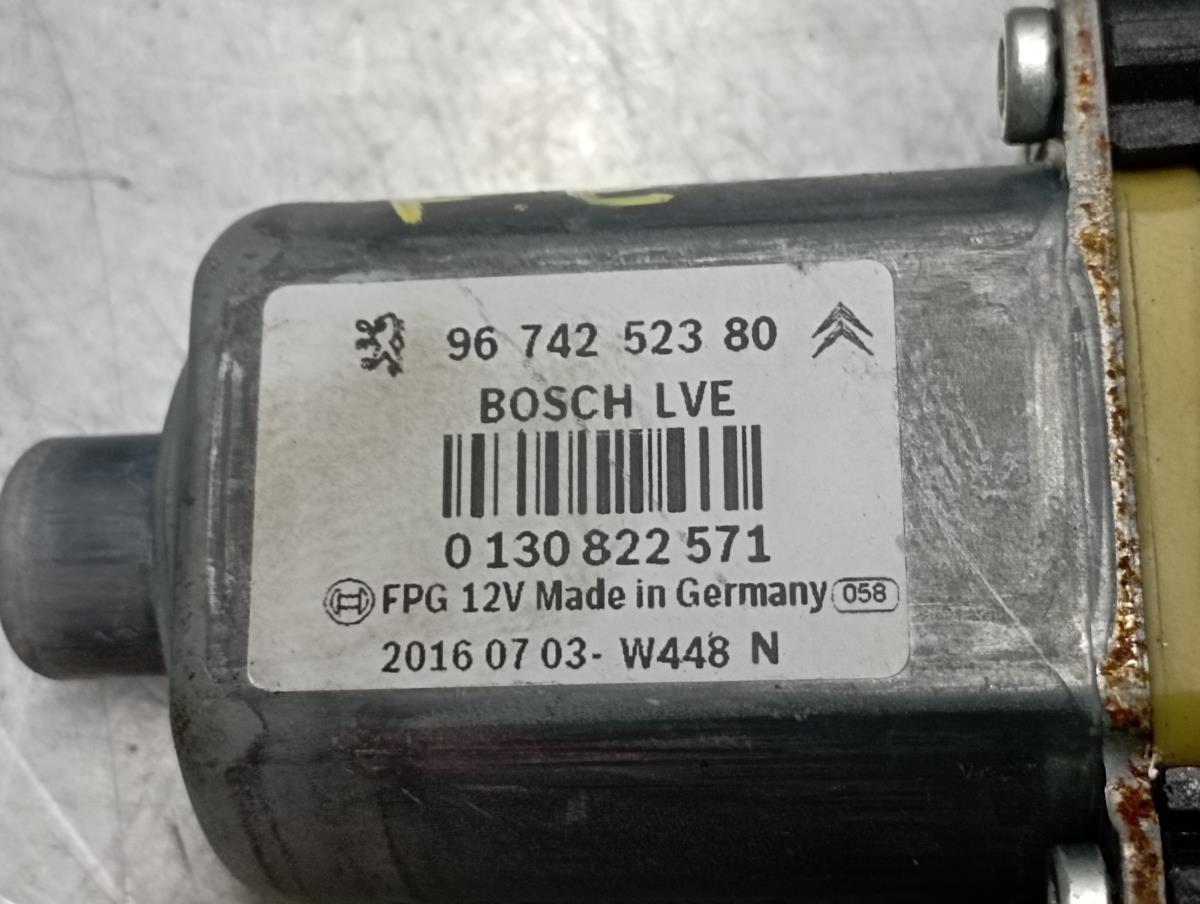 96 742 523 80
BOSCH LVE
0 130 822 571
FPG 12V Made in Germany 058
2016 07 03- W448 N